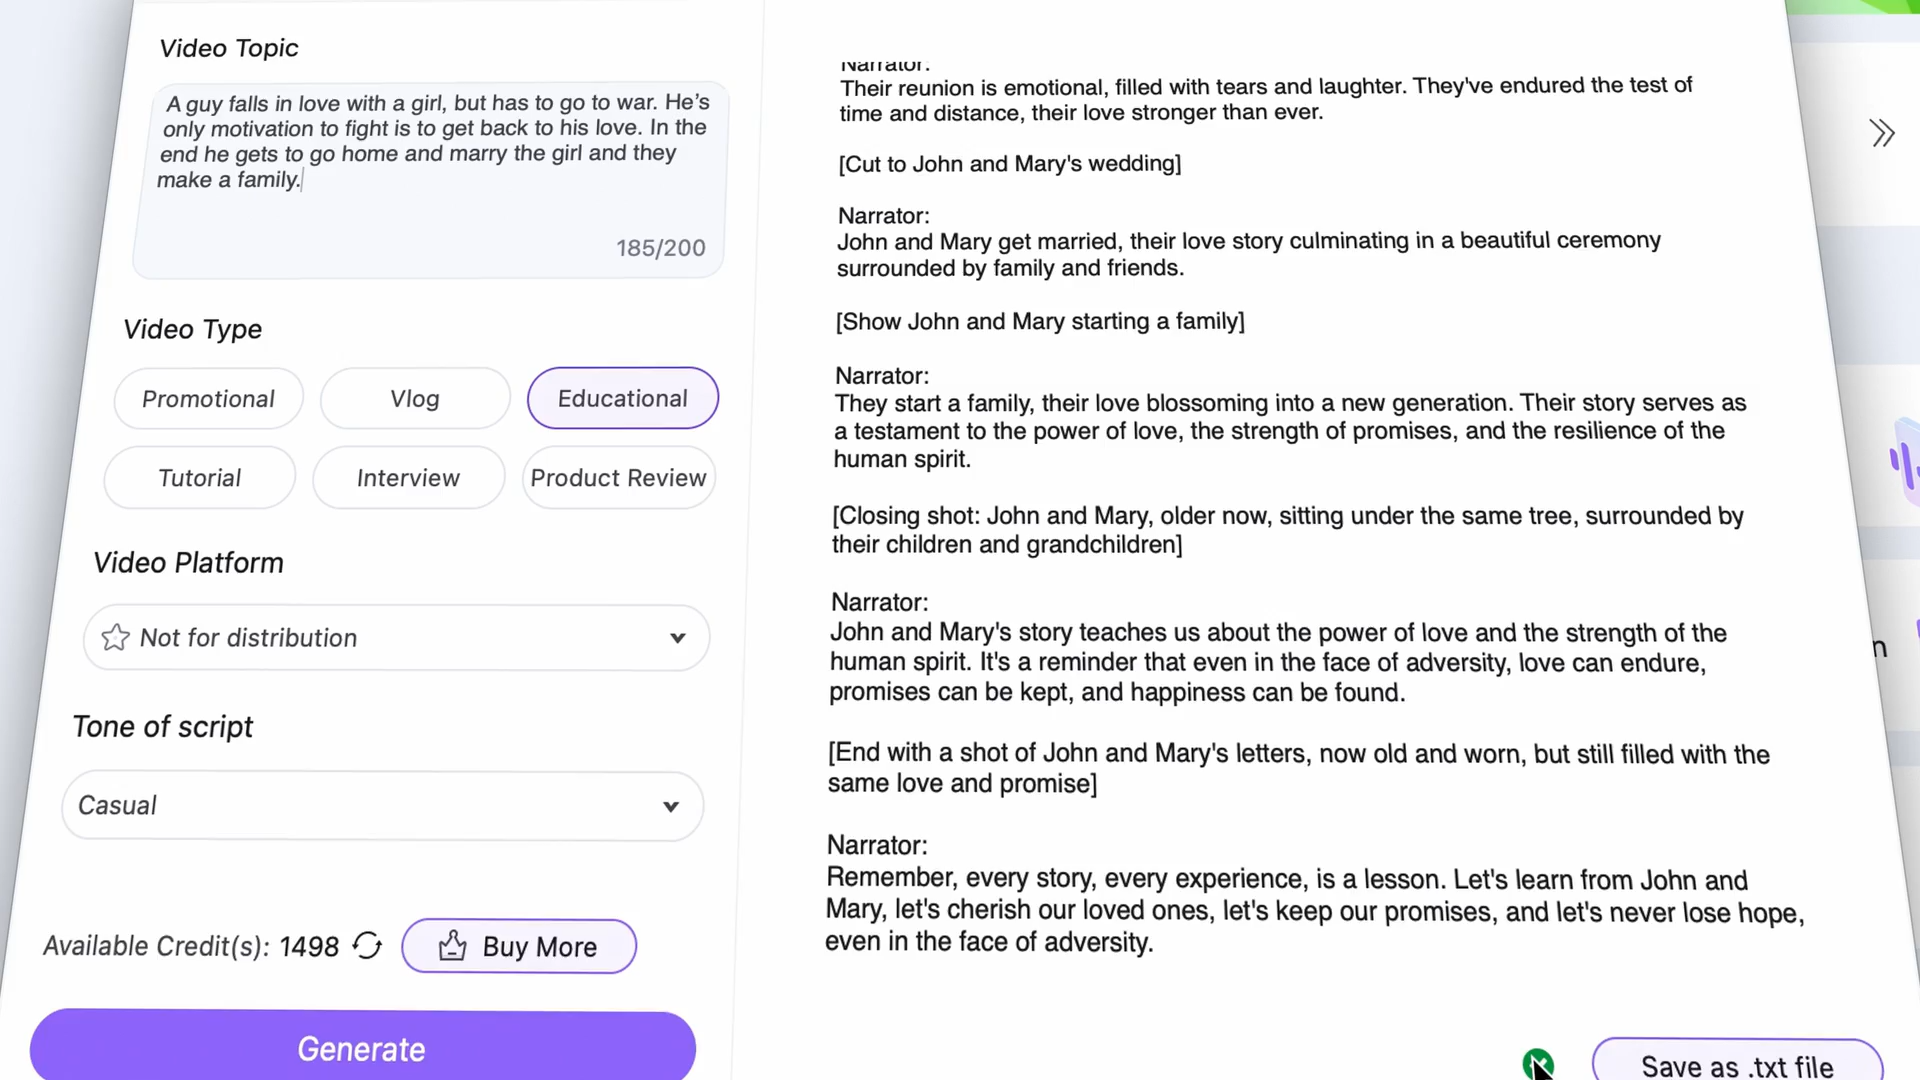 Video Topic
A guy falls in love with a girl, but has to go to war. He's
only motivation to fight is to get back to his love. In the
end he gets to go home and marry the girl and they
make a family.
185/200
Video Type
Promotional
Vlog
Educational
Tutorial
Interview
Product Review
Video Platform
Not for distribution
Tone of script
Casual
Available Credit(s): 1498
Buy More
Generate
Narrator:
Their reunion is emotional, filled with tears and laughter. They've endured the test of
time and distance, their love stronger than ever.
[Cut to John and Mary's wedding]
Narrator:
John and Mary get married, their love story culminating in a beautiful ceremony
surrounded by family and friends.
[Show John and Mary starting a family]
Narrator:
They start a family, their love blossoming into a new generation. Their story serves as
a testament to the power of love, the strength of promises, and the resilience of the
human spirit.
[Closing shot: John and Mary, older now, sitting under the same tree, surrounded by
their children and grandchildren]
Narrator:
John and Mary's story teaches us about the power of love and the strength of the
human spirit. It's a reminder that even in the face of adversity, love can endure,
promises can be kept, and happiness can be found.
[End with a shot of John and Mary's letters, now old and worn, but still filled with the
same love and promise]
Narrator:
Remember, every story, every experience, is a lesson. Let's learn from John and
Mary, let's cherish our loved ones, let's keep our promises, and let's never lose hope,
even in the face of adversity.
Save as .txt file